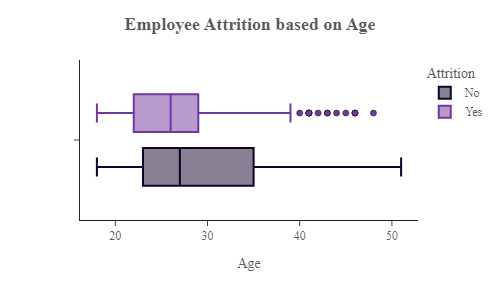 Employee Attrition based on Age
Attrition
No
Yes
20 30 40 50
Age